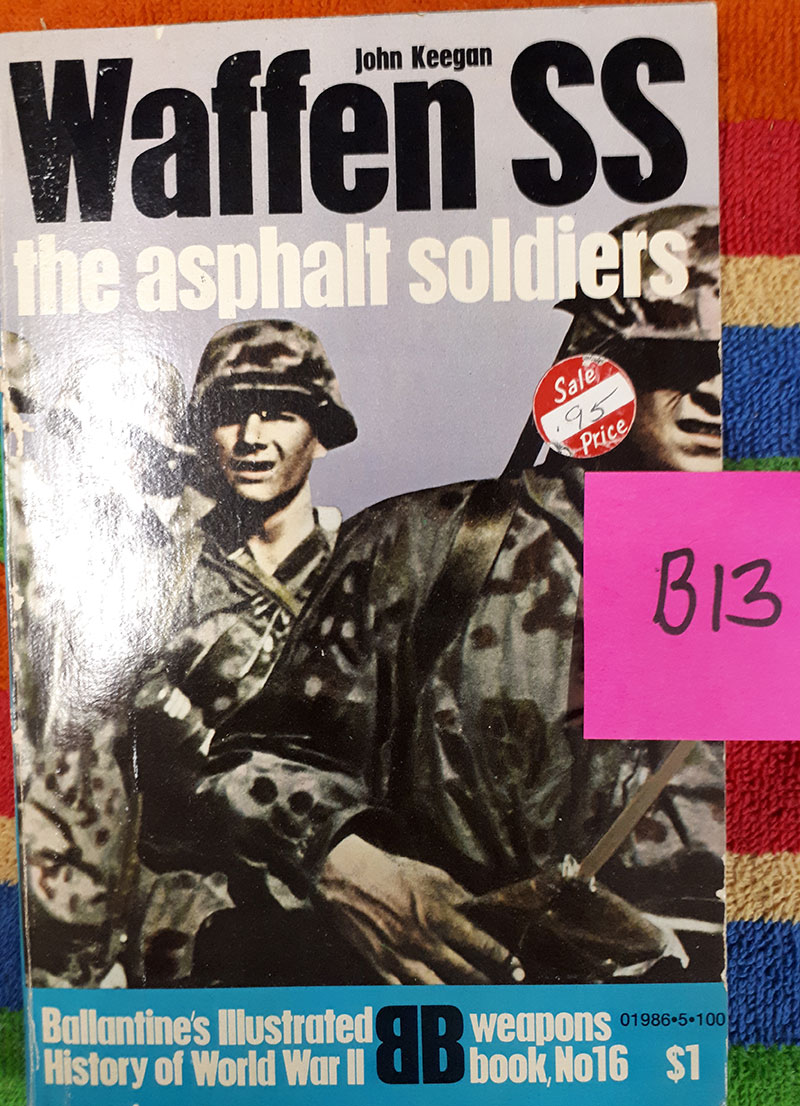 John Keegan
Waffen SS
the asphalt soldiers
Sale
.95
Price
B13
Ballantine's Illustrated
History of World War II
BB
weapons
book, No16
01986•5•100
$1